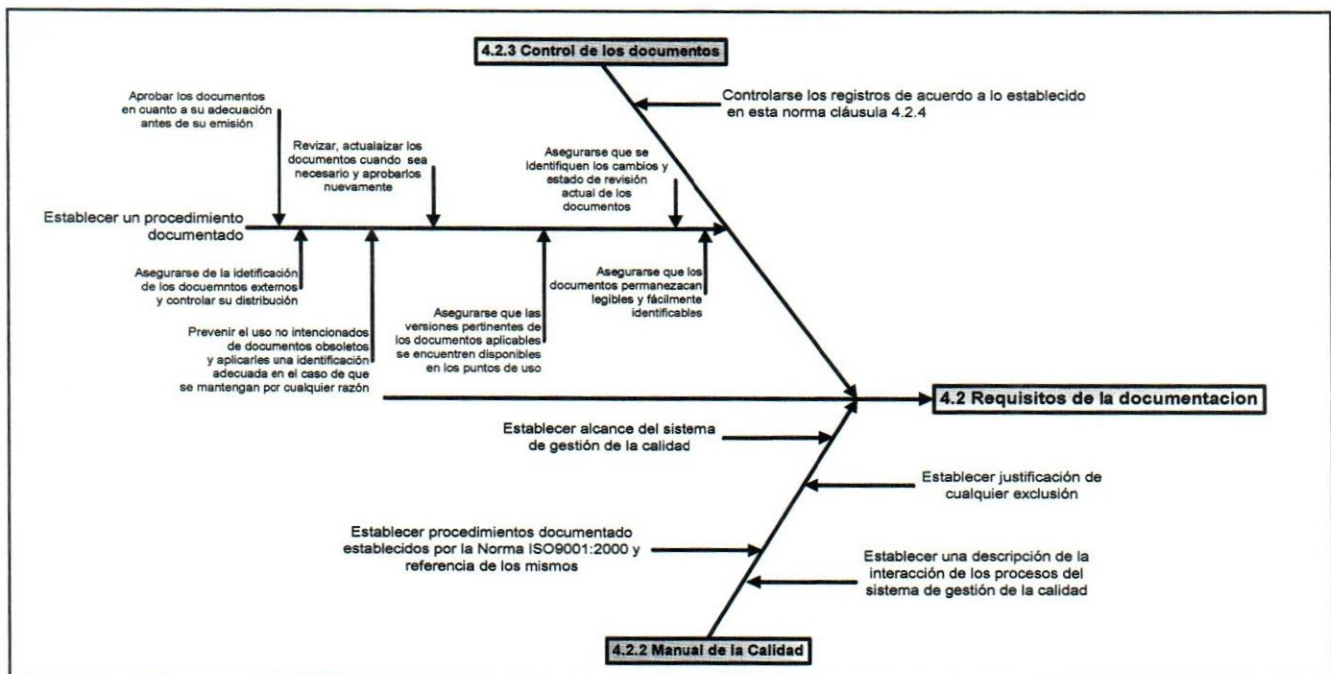 4.2.3 Control de los documentos
Aprobar los documentos
en cuanto a su adecuación
antes de su emisión
Controlarse los registros de acuerdo a lo establecido
en esta norma cláusula 4.2.4
Revizar, actualaizar los
documentos cuando sea
necesario y aprobarlos
nuevamente
Asegurarse que se
Identifiquen los cambios y
estado de revisión
actual de los
documentos
Establecer un procedimiento
documentado
Asegurarse de la idetificación
de los docuemntos externos
y controlar su distribución
Asegurarse que los
documentos permanezacan
legibles y fácilmente
identificables
Asegurarse que las
versiones pertinentes de
los documentos aplicables
se encuentren disponibles
en los puntos de uso
Prevenir el uso no intencionados
de documentos obsoletos
y aplicarles una identificación
adecuada en el caso de que
se mantengan por cualquier razón
4.2 Requisitos de la documentacion
Establecer alcance del sistema
de gestión de la calidad
Establecer justificación de
cualquier exclusión
Establecer procedimientos documentado
establecidos por la Norma ISO9001:2000 y
referencia de los mismos
Establecer una descripción de la
interacción de los procesos del
sistema de gestión de la calidad
4.2.2 Manual de la Calidad